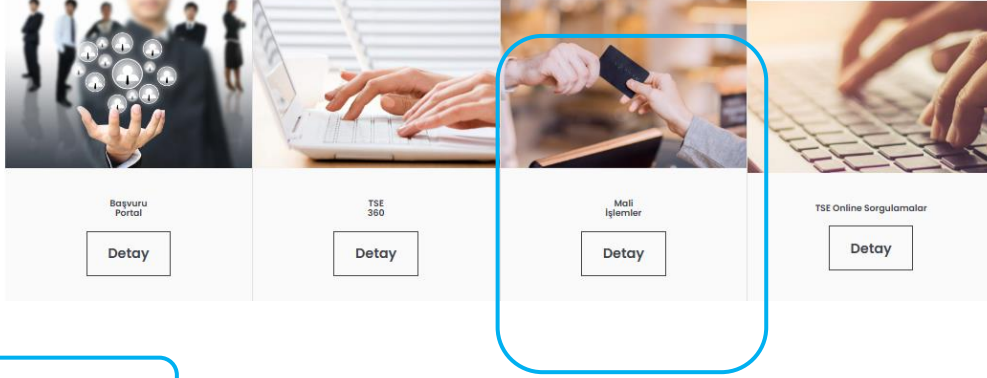 Başvuru
Portal
Detay
TSE
360
Detay
Mali
İşlemler
Detay
TSE Online Sorgulamalar
Detay